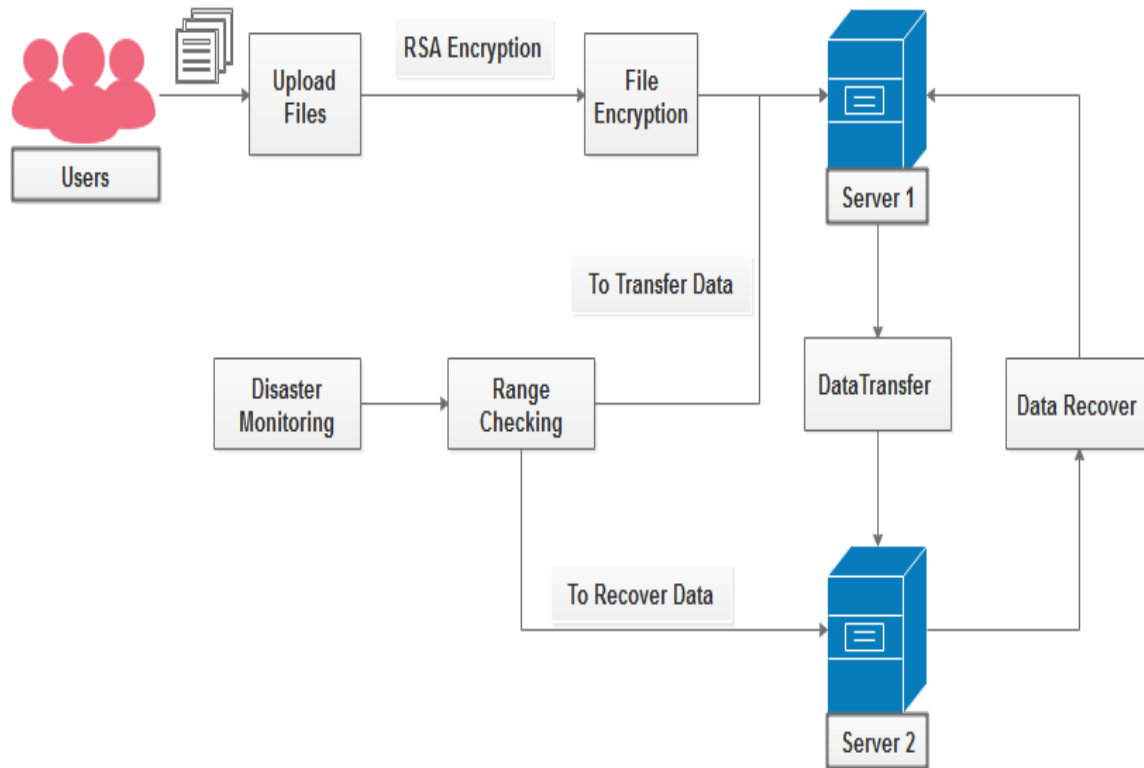 RSA Encryption
Upload
Files
File
Encryption
Users
Server 1
To Transfer Data
Disaster
Monitoring
Range
Checking
DataTransfer
Data Recover
To Recover Data
Server 2